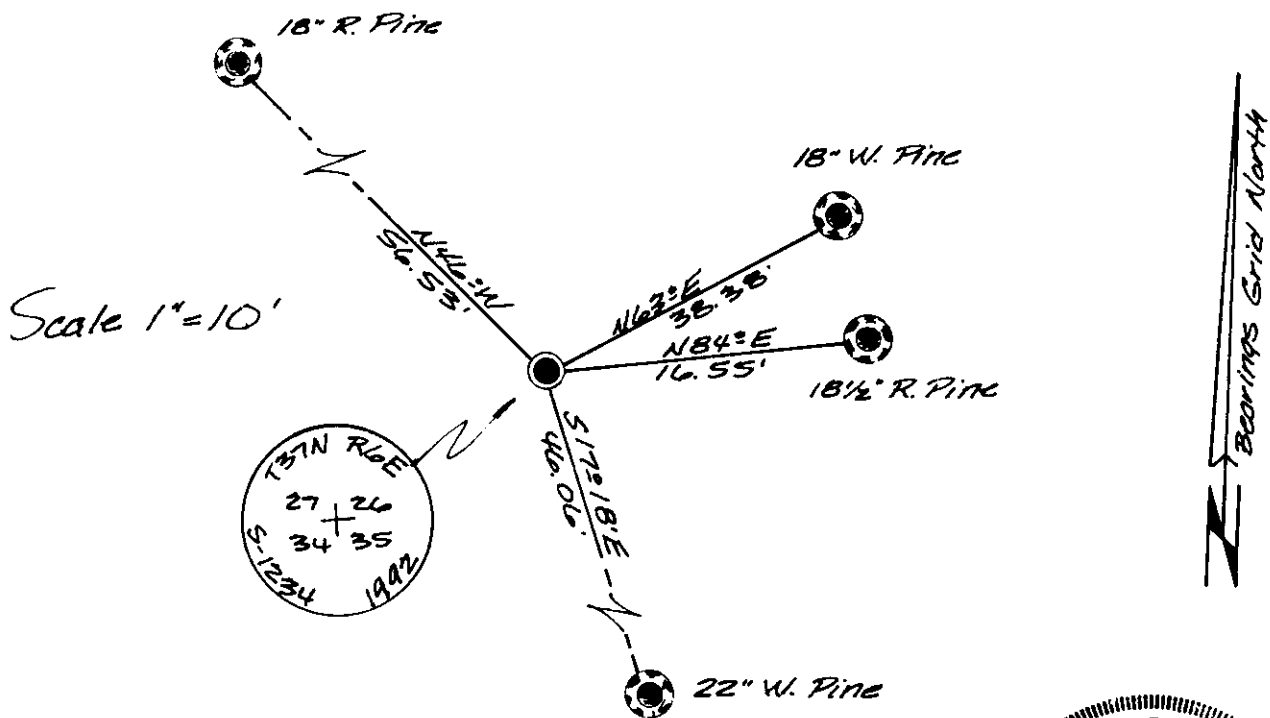 18" R. Pine
18" W. Pine
N46°W
56.53'
N63°E
38.38'
Scale 1"=10'
N84°E
16.55'
18½" R. Pine
Bearings Grid North
S17°18'E
46.06'
T37N R6E
27 26
34 35
S-1234 1992
22" W. Pine